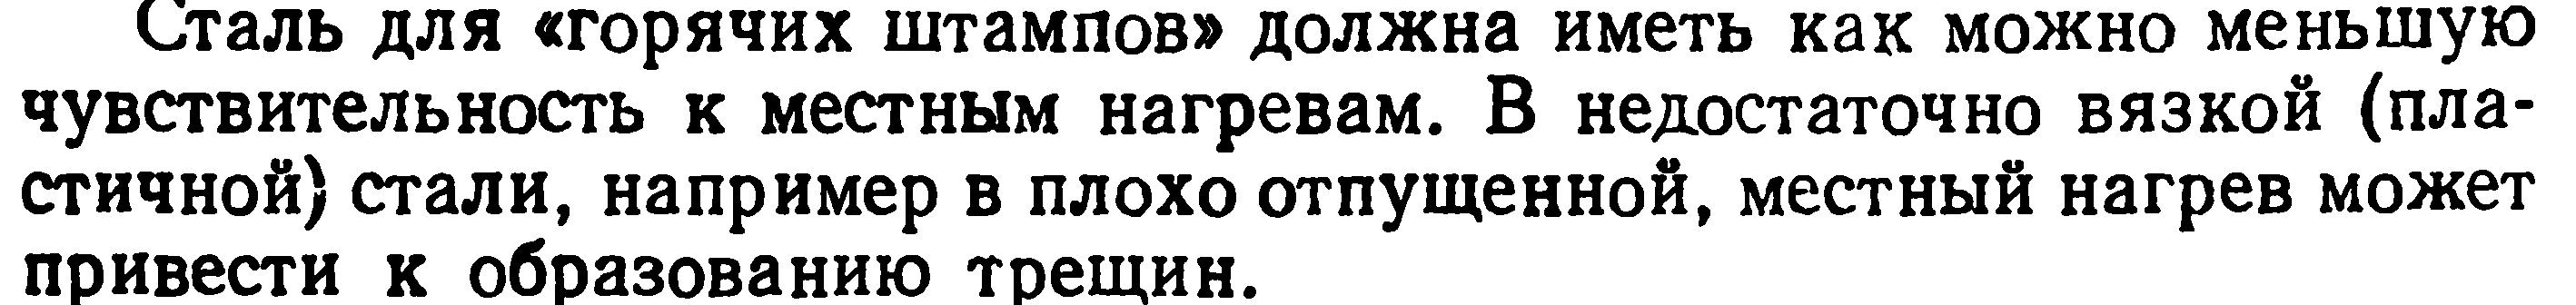 Сталь для «горячих штампов» должна иметь как можно меньшую
чувствительность к местным нагревам. В недостаточно вязкой (пла-
стичной) стали, например в плохо отпущенной, местный нагрев может
привести к образованию трещин.